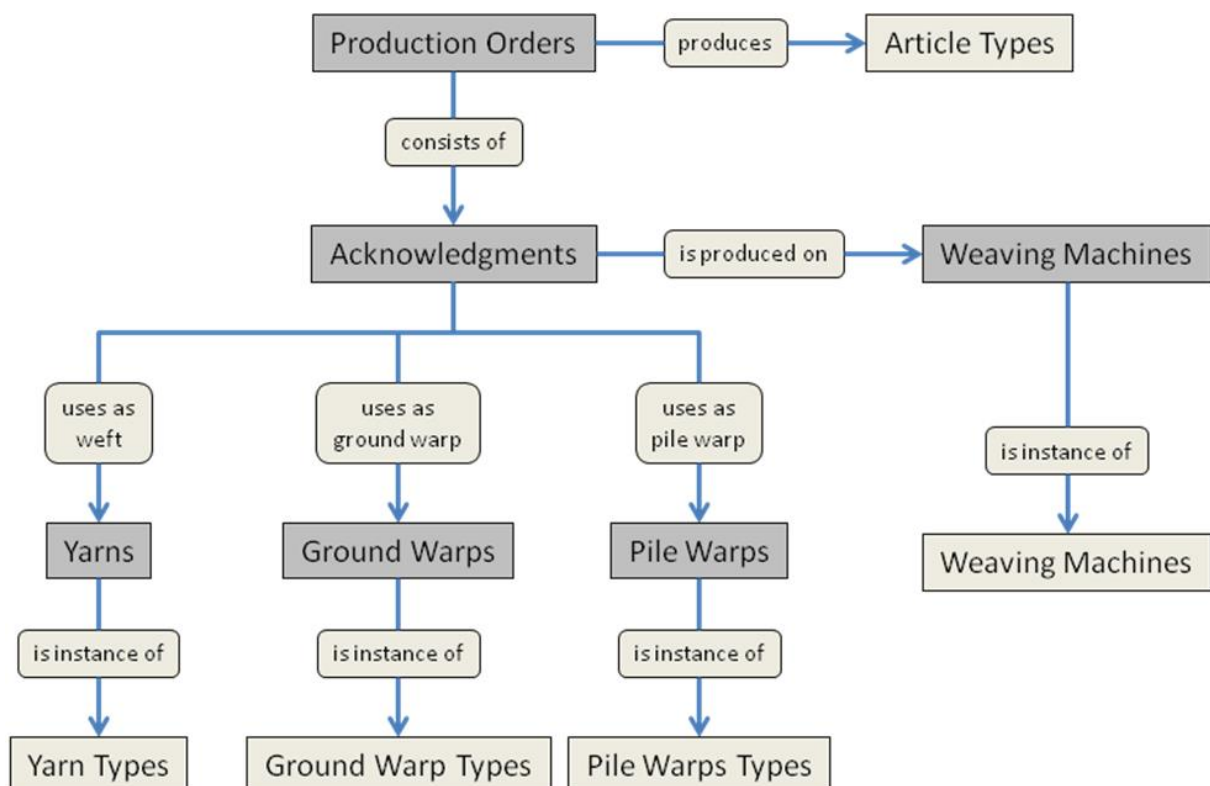 Production Orders
produces
Article Types
consists of
Acknowledgments
is produced on
Weaving Machines
uses as
weft
uses as
ground warp
uses as
pile warp
is instance of
Yarns
Ground Warps
Pile Warps
Weaving Machines
is instance of
is instance of
is instance of
Yarn Types
Ground Warp Types
Pile Warps Types